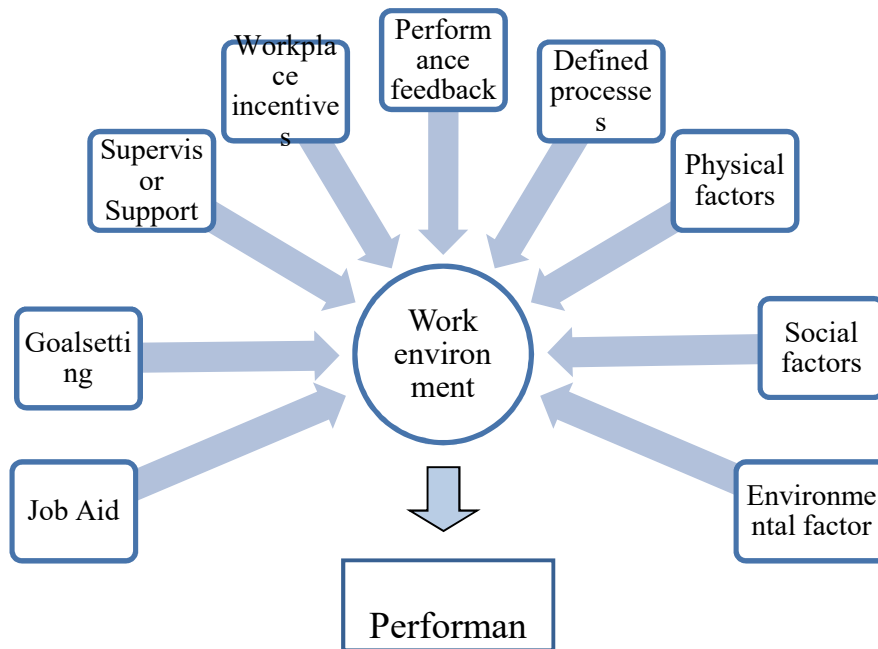 Perform
ance
feedback
Workpla
ce
incentive
s
Defined
processe
s
Supervis
or
Support
Physical
factors
Goalsetti
ng
Work
environ
ment
Social
factors
Job Aid
Environme
ntal factor
Performan